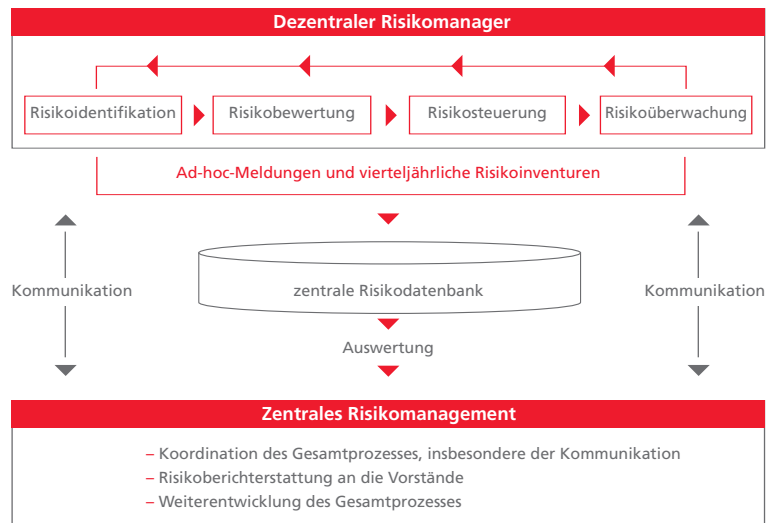 Dezentraler Risikomanager
Risikoidentifikation
Risikobewertung
Risikosteuerung
Risikoüberwachung
Ad-hoc-Meldungen und vierteljährliche Risikoinventuren
Kommunikation
zentrale Risikodatenbank
Kommunikation
Auswertung
Zentrales Risikomanagement
– Koordination des Gesamtprozesses, insbesondere der Kommunikation
– Risikoberichterstattung an die Vorstände
– Weiterentwicklung des Gesamtprozesses